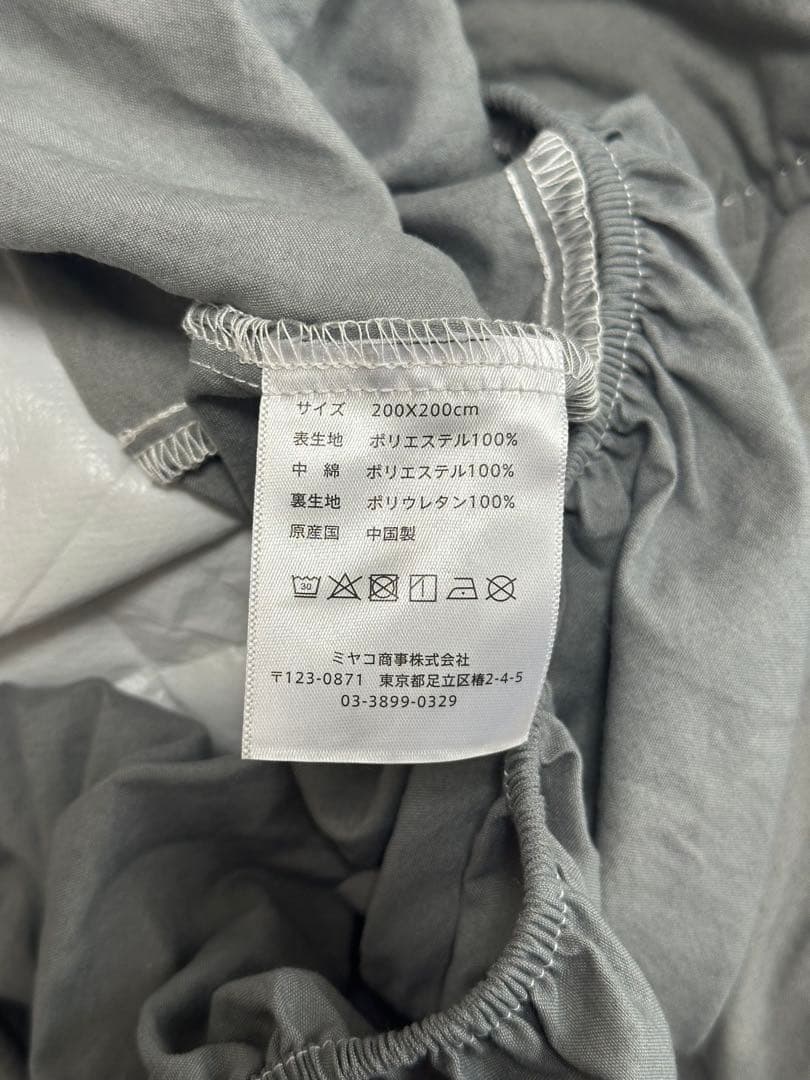 サイズ 200X200cm
表生地 ポリエステル100%
中 綿 ポリエステル100%
裏生地 ポリウレタン100%
原産国 中国製
30
ミヤコ商事株式会社
〒123-0871 東京都足立区椿2-4-5
03-3899-0329